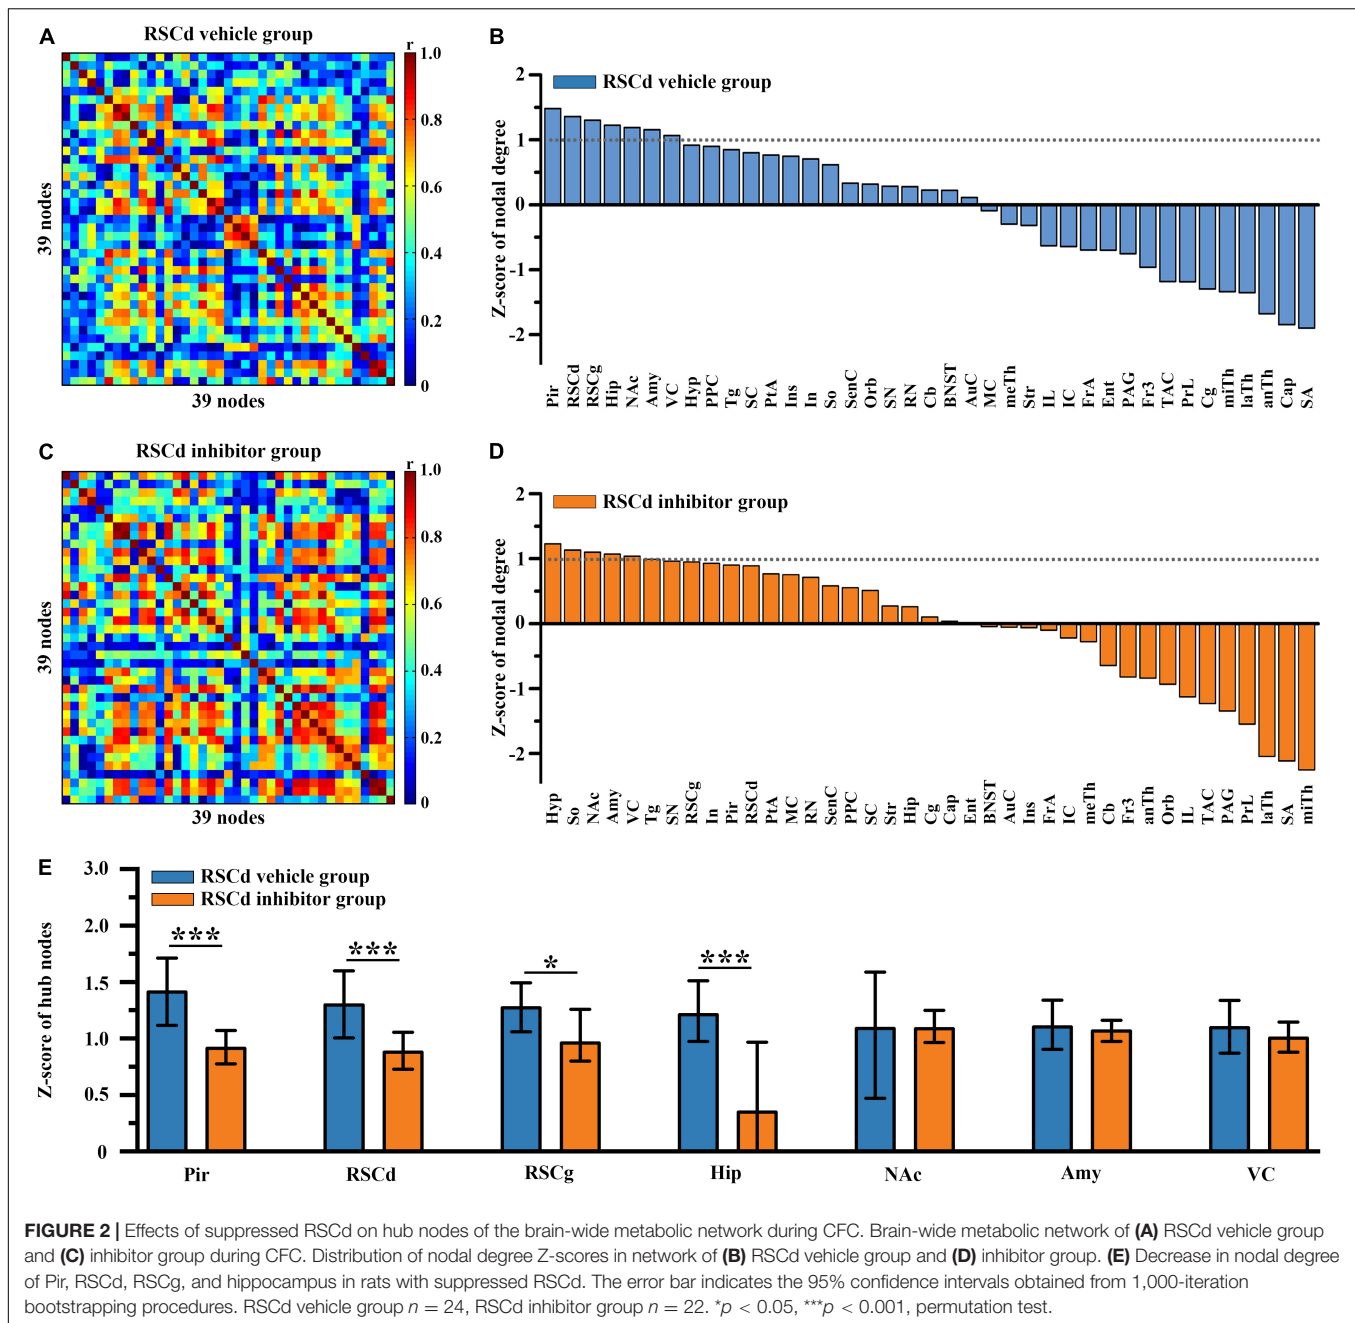 A
RSCd vehicle group
r
1.0
0.8
0.6
0.4
0.2
0
39 nodes
39 nodes
B
RSCd vehicle group
Z-score of nodal degree
2
1
0
-1
-2
Pir RSCd RSCg Hip NAc Amy VC Hyp PPC Tg SC PtA Ins In So SenC Orb SN RN Cb BNST AuC MC meTh Str IL IC FrA Ent PAG Fr3 TAC PrL Cg miTh laTh anTh Cap SA
C
RSCd inhibitor group
r
1.0
0.8
0.6
0.4
0.2
0
39 nodes
39 nodes
D
RSCd inhibitor group
Z-score of nodal degree
2
1
0
-1
-2
Hyp So NAc Amy VC Tg SN RSCg In Pir RSCd PtA MC RN SenC PPC SC Str Hip Cg Cap Ent BNST AuC Ins FrA IC meTh Cb Fr3 anTh Orb IL TAC PAG PrL laTh SA miTh
E
RSCd vehicle group
RSCd inhibitor group
Z-score of hub nodes
3.0
2.0
1.5
1.0
0.5
0
*** *** * ***
Pir RSCd RSCg Hip NAc Amy VC
FIGURE 2 | Effects of suppressed RSCd on hub nodes of the brain-wide metabolic network during CFC. Brain-wide metabolic network of (A) RSCd vehicle group
and (C) inhibitor group during CFC. Distribution of nodal degree Z-scores in network of (B) RSCd vehicle group and (D) inhibitor group. (E) Decrease in nodal degree
of Pir, RSCd, RSCg, and hippocampus in rats with suppressed RSCd. The error bar indicates the 95% confidence intervals obtained from 1,000-iteration
bootstrapping procedures. RSCd vehicle group n = 24, RSCd inhibitor group n = 22. *p < 0.05, ***p < 0.001, permutation test.